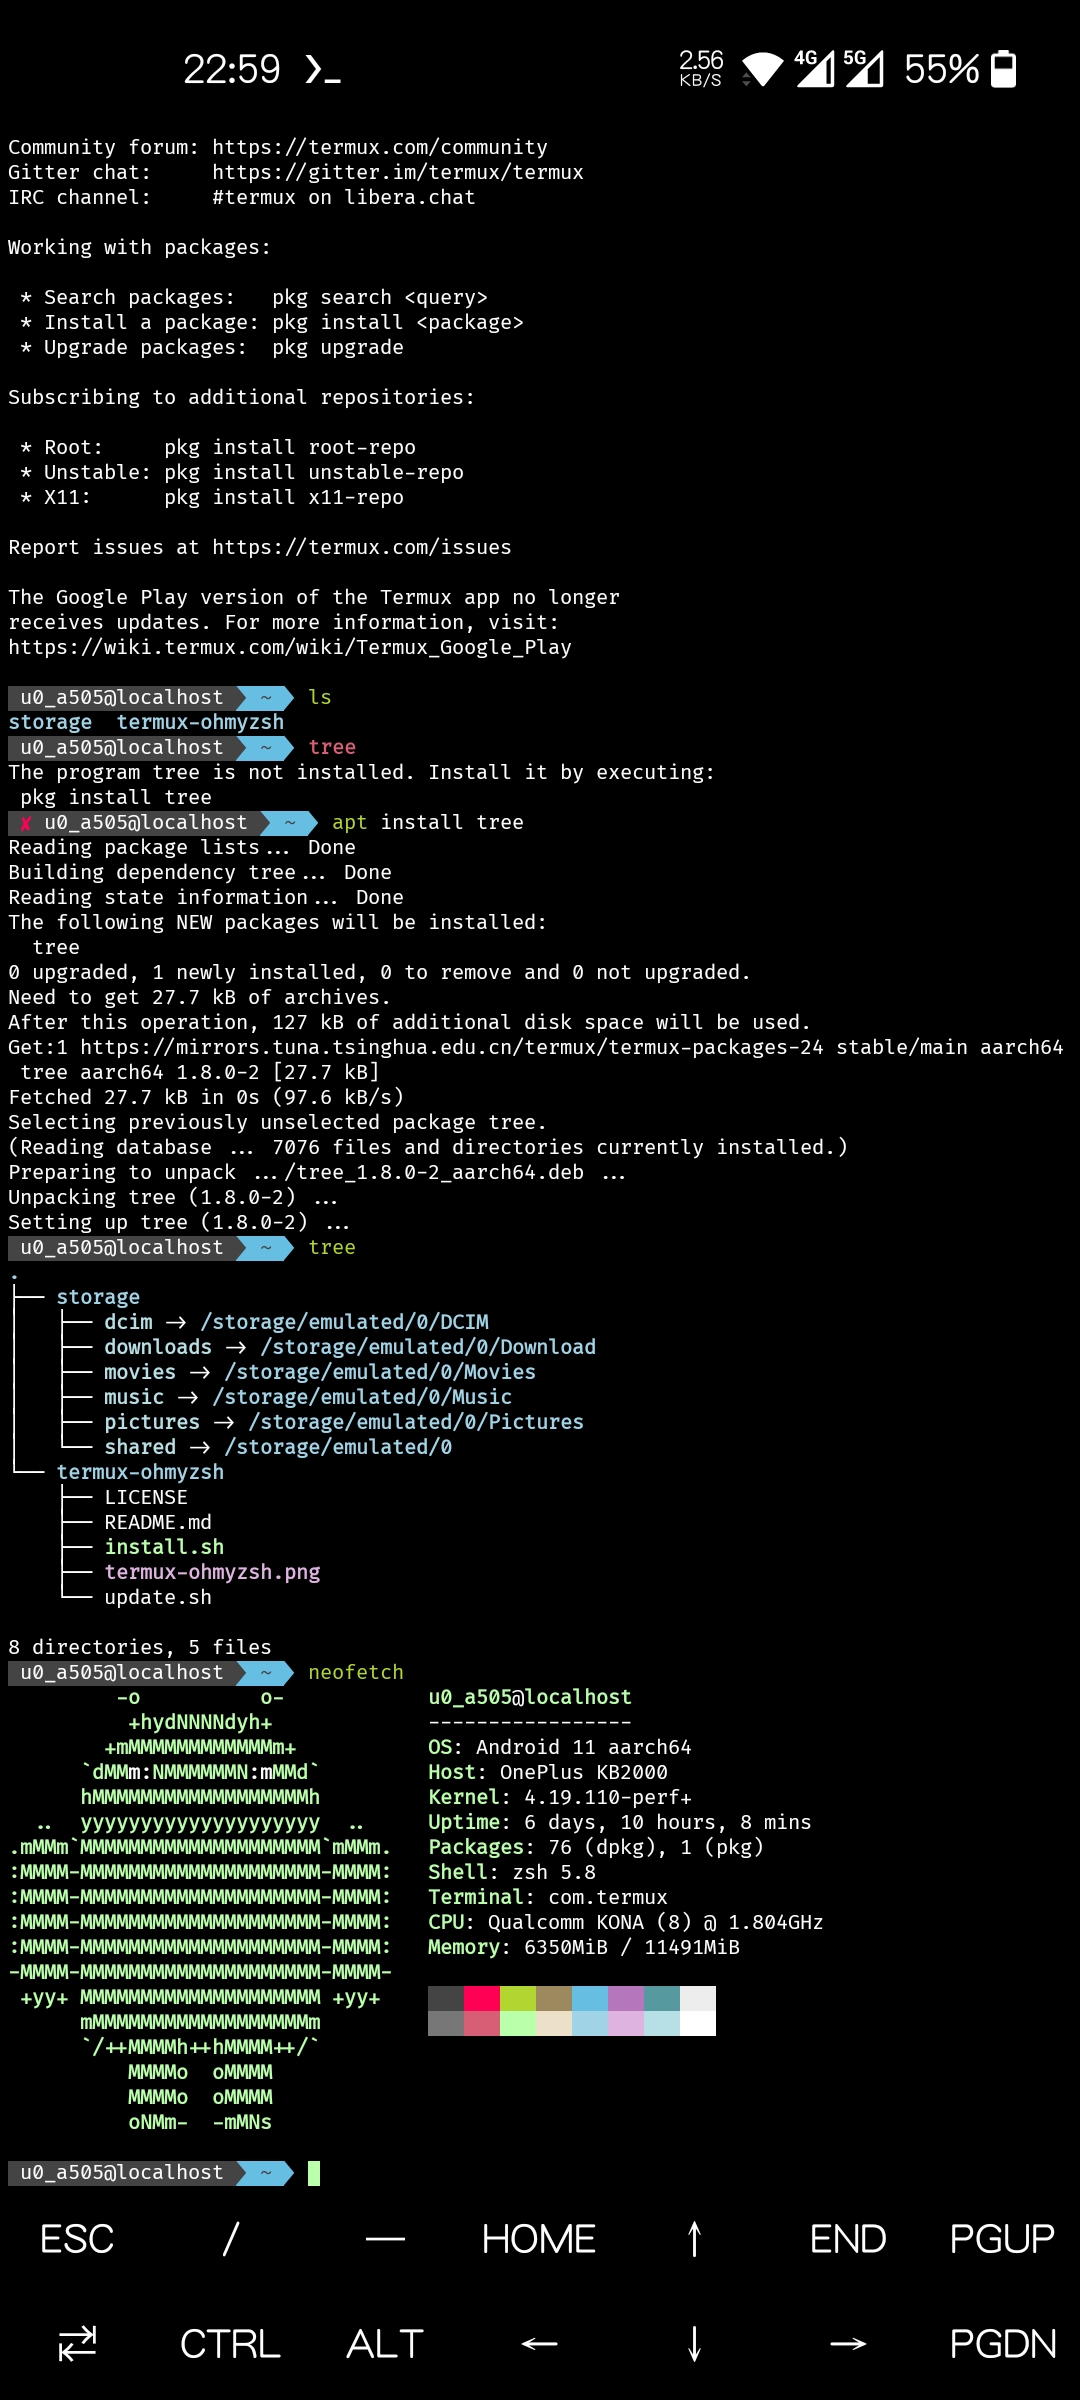 22:59 ❯_ 2.56 KB/S 4G 5G 55%
Community forum: https://termux.com/community
Gitter chat:     https://gitter.im/termux/termux
IRC channel:     #termux on libera.chat

Working with packages:

 * Search packages:   pkg search <query>
 * Install a package: pkg install <package>
 * Upgrade packages:  pkg upgrade

Subscribing to additional repositories:

 * Root:     pkg install root-repo
 * Unstable: pkg install unstable-repo
 * X11:      pkg install x11-repo

Report issues at https://termux.com/issues

The Google Play version of the Termux app no longer
receives updates. For more information, visit:
https://wiki.termux.com/wiki/Termux_Google_Play

 u0_a505@localhost  ~  ls
storage  termux-ohmyzsh
 u0_a505@localhost  ~  tree
The program tree is not installed. Install it by executing:
 pkg install tree
 ✘ u0_a505@localhost  ~  apt install tree
Reading package lists... Done
Building dependency tree... Done
Reading state information... Done
The following NEW packages will be installed:
  tree
0 upgraded, 1 newly installed, 0 to remove and 0 not upgraded.
Need to get 27.7 kB of archives.
After this operation, 127 kB of additional disk space will be used.
Get:1 https://mirrors.tuna.tsinghua.edu.cn/termux/termux-packages-24 stable/main aarch64
 tree aarch64 1.8.0-2 [27.7 kB]
Fetched 27.7 kB in 0s (97.6 kB/s)
Selecting previously unselected package tree.
(Reading database ... 7076 files and directories currently installed.)
Preparing to unpack .../tree_1.8.0-2_aarch64.deb ...
Unpacking tree (1.8.0-2) ...
Setting up tree (1.8.0-2) ...
 u0_a505@localhost  ~  tree
.
├── storage
│   ├── dcim -> /storage/emulated/0/DCIM
│   ├── downloads -> /storage/emulated/0/Download
│   ├── movies -> /storage/emulated/0/Movies
│   ├── music -> /storage/emulated/0/Music
│   ├── pictures -> /storage/emulated/0/Pictures
│   └── shared -> /storage/emulated/0
└── termux-ohmyzsh
    ├── LICENSE
    ├── README.md
    ├── install.sh
    ├── termux-ohmyzsh.png
    └── update.sh

8 directories, 5 files
 u0_a505@localhost  ~  neofetch
         -o          o-            u0_a505@localhost
          +hydNNNNdyh+             -----------------
        +mMMMMMMMMMMMMm+           OS: Android 11 aarch64
      `dMMm:NMMMMMMN:mMMd`         Host: OnePlus KB2000
      hMMMMMMMMMMMMMMMMMMh         Kernel: 4.19.110-perf+
  ..  yyyyyyyyyyyyyyyyyyyy  ..     Uptime: 6 days, 10 hours, 8 mins
.mMMm`MMMMMMMMMMMMMMMMMMMM`mMMm.   Packages: 76 (dpkg), 1 (pkg)
:MMMM-MMMMMMMMMMMMMMMMMMMM-MMMM:   Shell: zsh 5.8
:MMMM-MMMMMMMMMMMMMMMMMMMM-MMMM:   Terminal: com.termux
:MMMM-MMMMMMMMMMMMMMMMMMMM-MMMM:   CPU: Qualcomm KONA (8) @ 1.804GHz
:MMMM-MMMMMMMMMMMMMMMMMMMM-MMMM:   Memory: 6350MiB / 11491MiB
-MMMM-MMMMMMMMMMMMMMMMMMMM-MMMM-
 +yy+ MMMMMMMMMMMMMMMMMMMM +yy+
      mMMMMMMMMMMMMMMMMMMm
      `/++MMMMh++hMMMM++/`
          MMMMo  oMMMM
          MMMMo  oMMMM
          oNMm-  -mMNs

 u0_a505@localhost  ~
ESC / — HOME ↑ END PGUP
⇄ CTRL ALT ← ↓ → PGDN